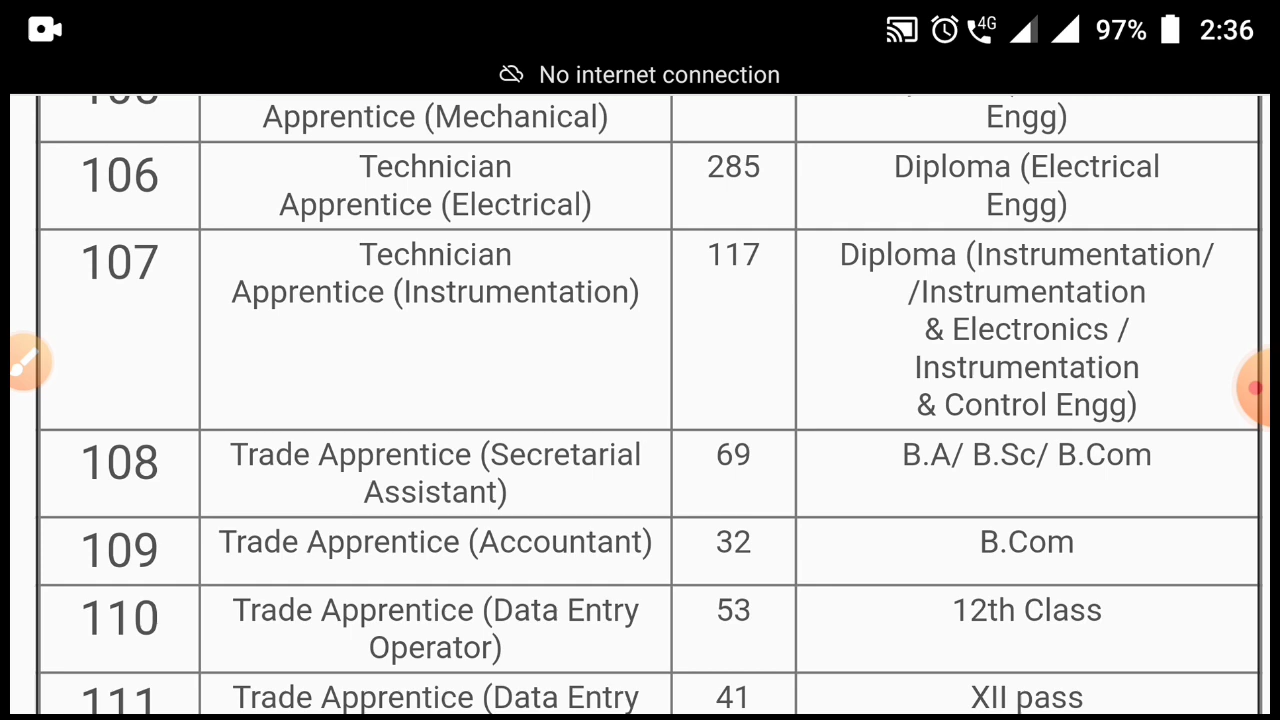 4G
97%
2:36
No internet connection
Apprentice (Mechanical)
Engg)
106
Technician
Apprentice (Electrical)
285
Diploma (Electrical
Engg)
107
Technician
Apprentice (Instrumentation)
117
Diploma (Instrumentation/
/Instrumentation
& Electronics /
Instrumentation
& Control Engg)
108
Trade Apprentice (Secretarial
Assistant)
69
B.A/ B.Sc/ B.Com
109
Trade Apprentice (Accountant)
32
B.Com
110
Trade Apprentice (Data Entry
Operator)
53
12th Class
111
Trade Apprentice (Data Entry
41
XII pass